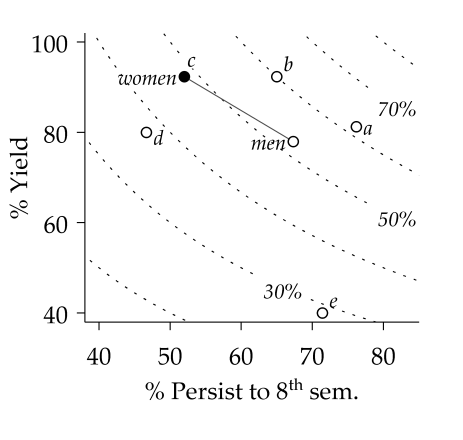 100
80
60
40
% Yield
women
c
b
a
d
men
e
70%
50%
30%
40 50 60 70 80
% Persist to 8th sem.